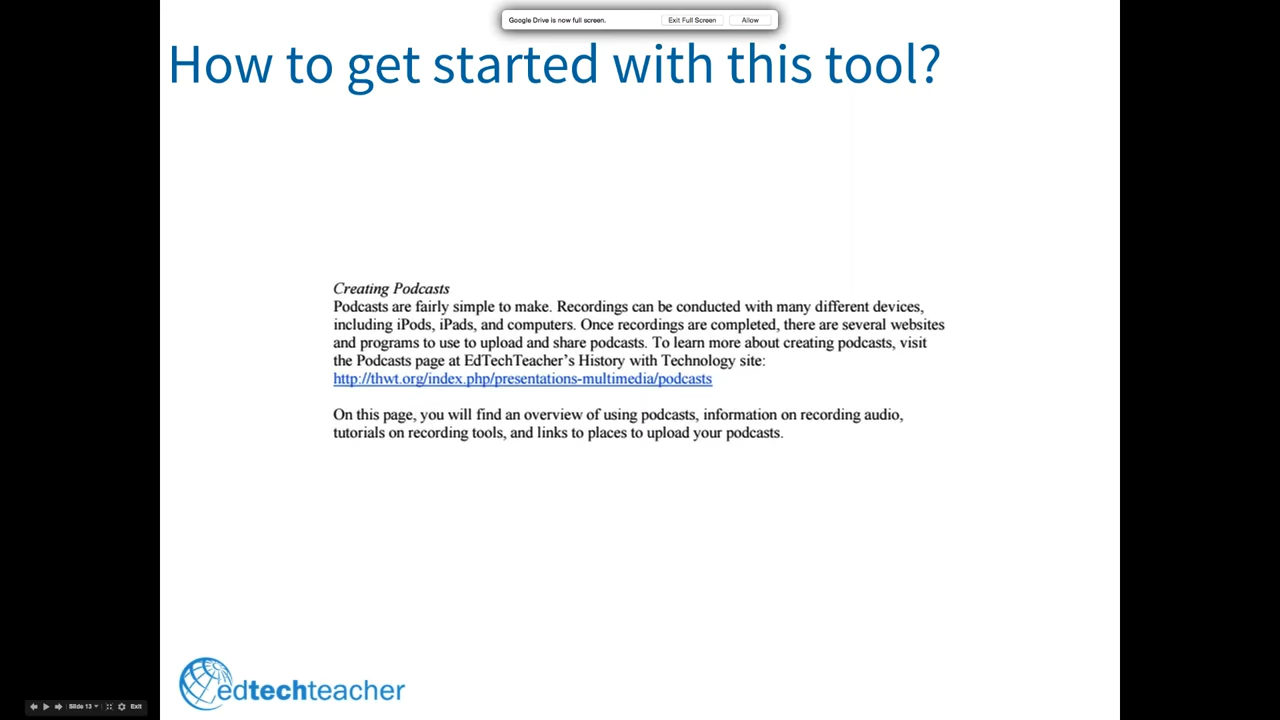 Google Drive is now full screen. Exit Full Screen Allow
How to get started with this tool?
Creating Podcasts
Podcasts are fairly simple to make. Recordings can be conducted with many different devices,
including iPods, iPads, and computers. Once recordings are completed, there are several websites
and programs to use to upload and share podcasts. To learn more about creating podcasts, visit
the Podcasts page at EdTechTeacher's History with Technology site:
http://thwt.org/index.php/presentations-multimedia/podcasts
On this page, you will find an overview of using podcasts, information on recording audio,
tutorials on recording tools, and links to places to upload your podcasts.
edtechteacher
Slide 13 Exit